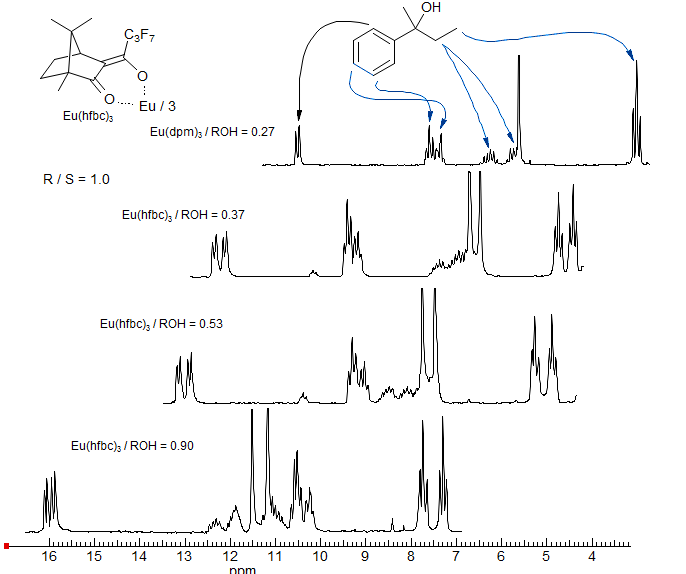 OH
C3F7
O
O
Eu / 3
Eu(hfbc)3
Eu(dpm)3 / ROH = 0.27
R / S = 1.0
Eu(hfbc)3 / ROH = 0.37
Eu(hfbc)3 / ROH = 0.53
Eu(hfbc)3 / ROH = 0.90
16 15 14 13 12 11 10 9 8 7 6 5 4
ppm